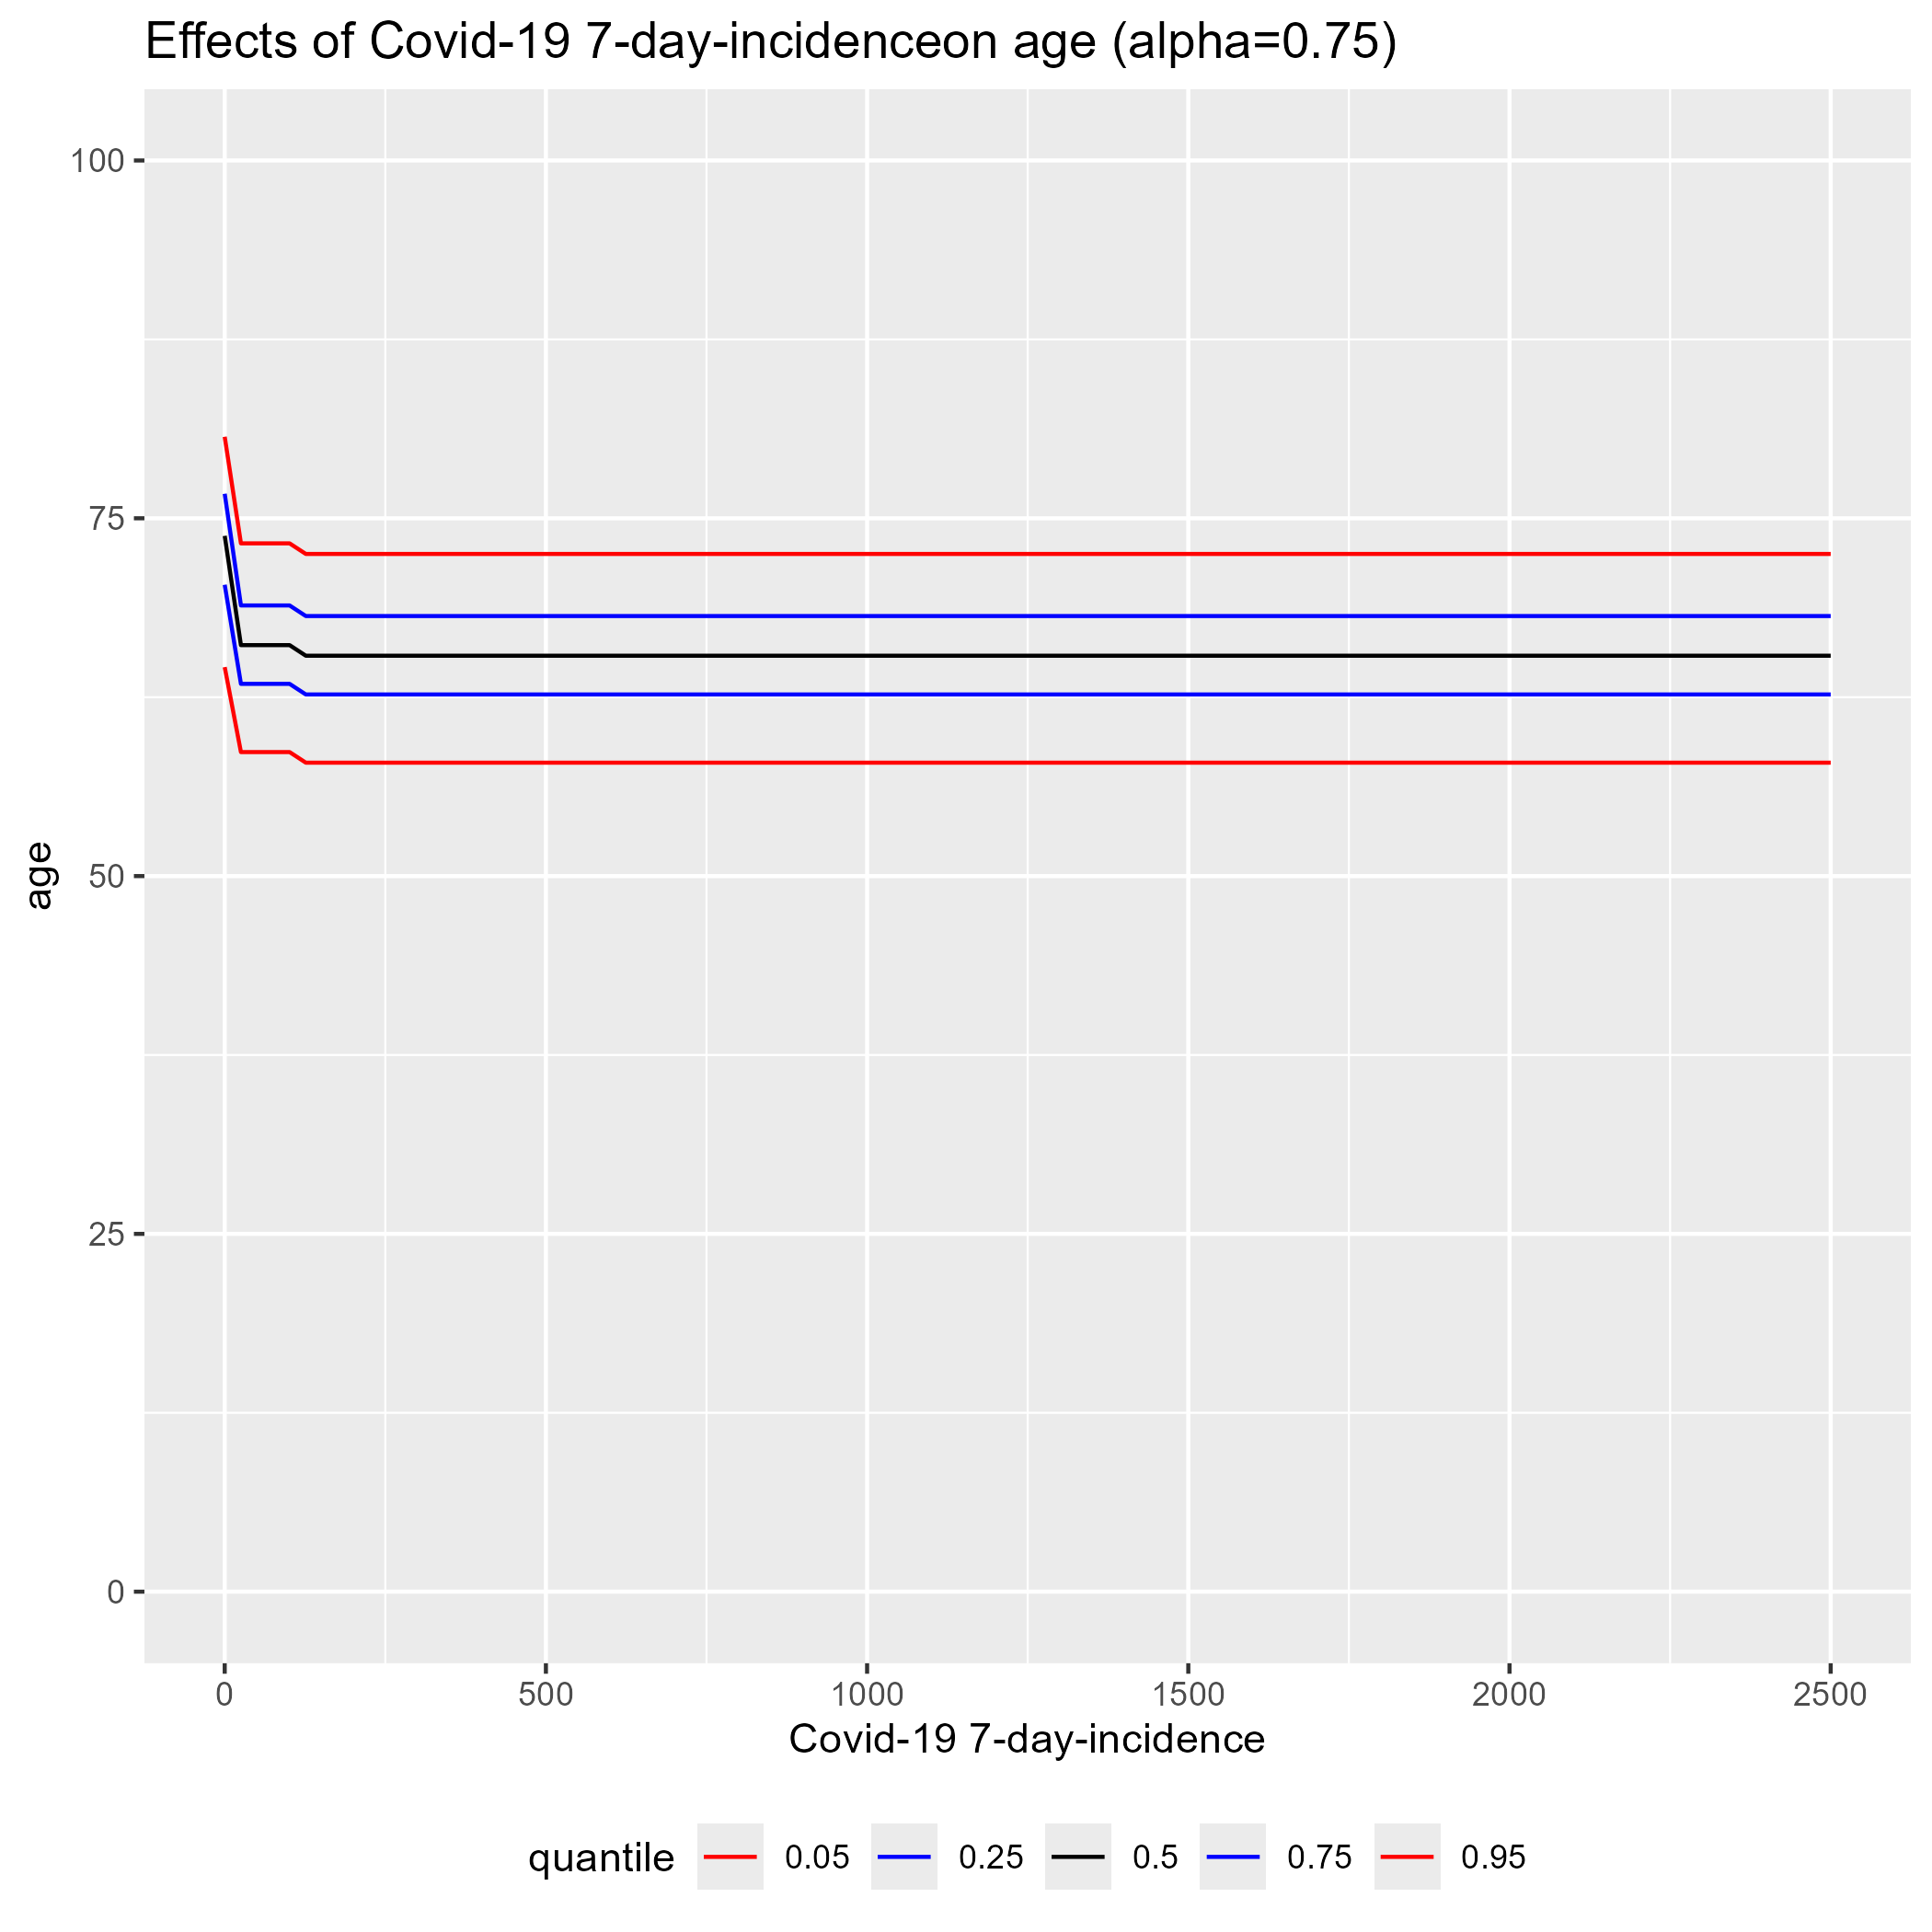 Effects of Covid-19 7-day-incidenceon age (alpha=0.75)
100
75
50
25
0
age
0 500 1000 1500 2000 2500
Covid-19 7-day-incidence
quantile 0.05 0.25 0.5 0.75 0.95